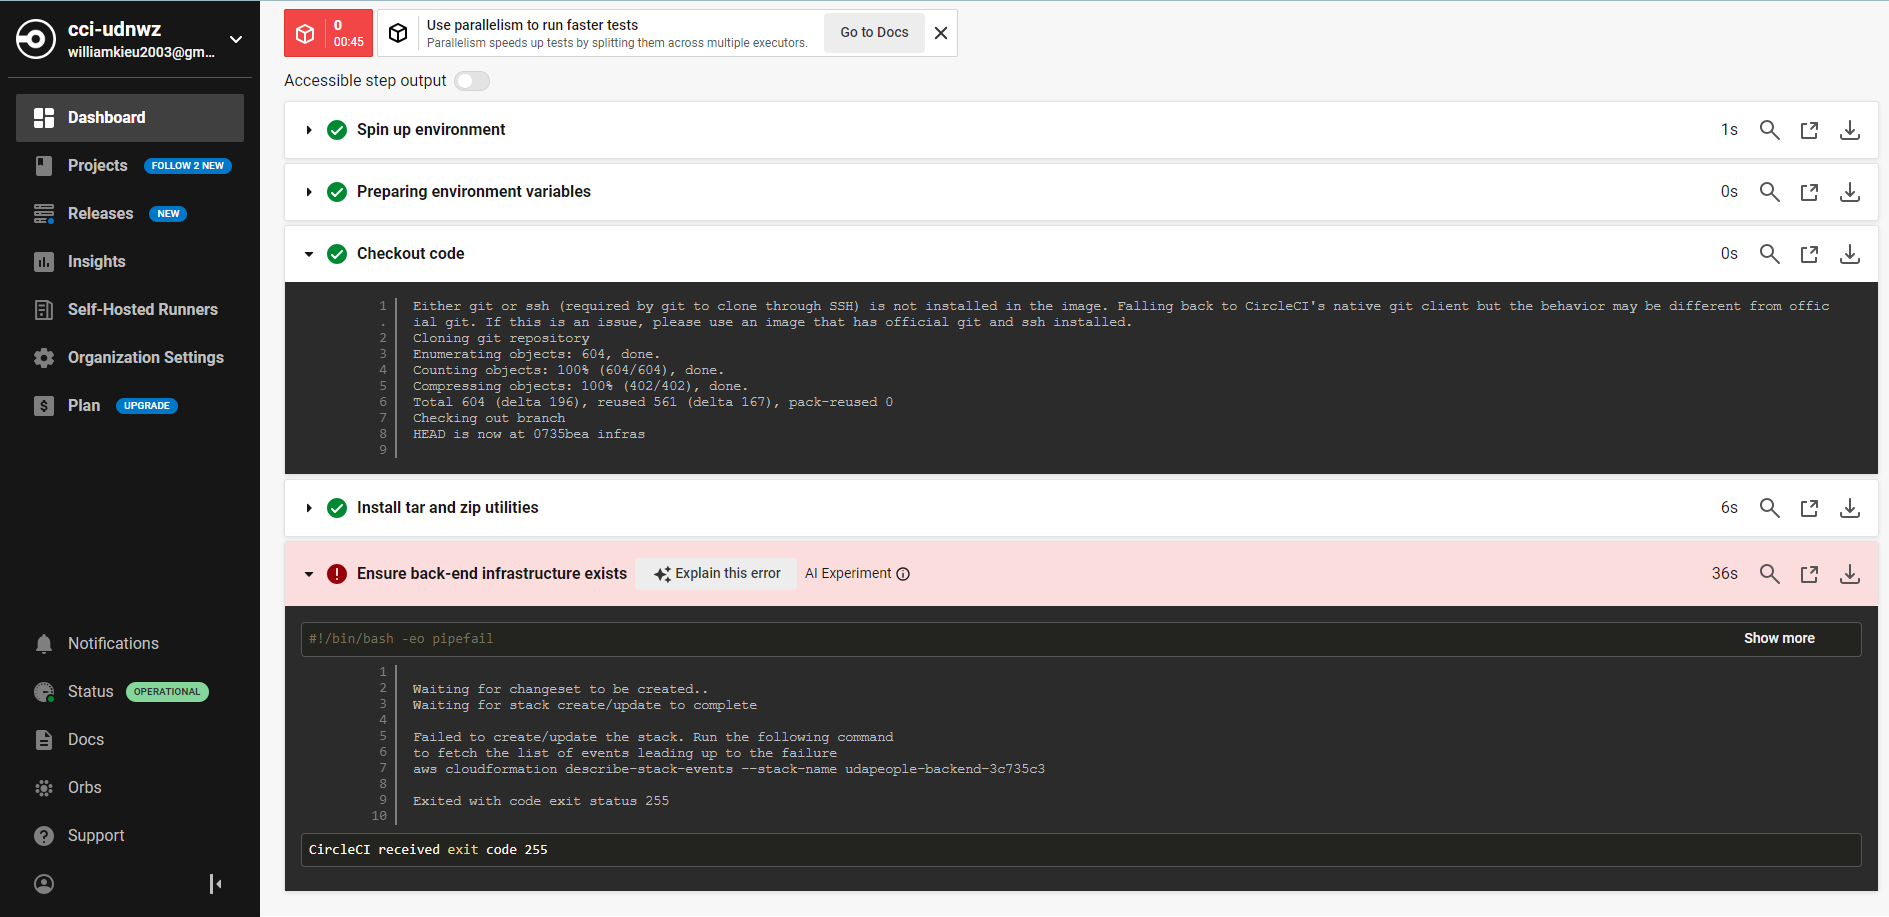 cci-udnwz
williamkieu2003@gm...
Dashboard
Projects FOLLOW 2 NEW
Releases NEW
Insights
Self-Hosted Runners
Organization Settings
Plan UPGRADE
Notifications
Status OPERATIONAL
Docs
Orbs
Support
0
00:45
Use parallelism to run faster tests
Parallelism speeds up tests by splitting them across multiple executors.
Go to Docs
Accessible step output
Spin up environment 1s
Preparing environment variables 0s
Checkout code 0s
1 Either git or ssh (required by git to clone through SSH) is not installed in the image. Falling back to CircleCI's native git client but the behavior may be different from offic
. ial git. If this is an issue, please use an image that has official git and ssh installed.
2 Cloning git repository
3 Enumerating objects: 604, done.
4 Counting objects: 100% (604/604), done.
5 Compressing objects: 100% (402/402), done.
6 Total 604 (delta 196), reused 561 (delta 167), pack-reused 0
7 Checking out branch
8 HEAD is now at 0735bea infras
9
Install tar and zip utilities 6s
Ensure back-end infrastructure exists Explain this error AI Experiment 36s
#!/bin/bash -eo pipefail Show more
1
2 Waiting for changeset to be created..
3 Waiting for stack create/update to complete
4
5 Failed to create/update the stack. Run the following command
6 to fetch the list of events leading up to the failure
7 aws cloudformation describe-stack-events --stack-name udapeople-backend-3c735c3
8
9 Exited with code exit status 255
10
CircleCI received exit code 255